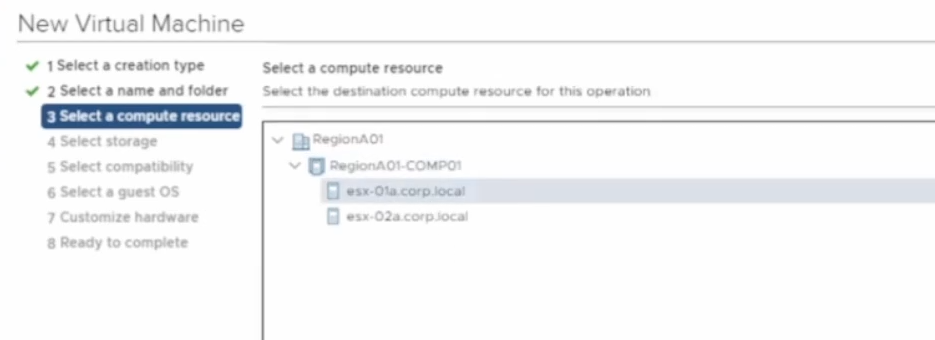 New Virtual Machine
1 Select a creation type
2 Select a name and folder
3 Select a compute resource
4 Select storage
5 Select compatibility
6 Select a guest OS
7 Customize hardware
8 Ready to complete
Select a compute resource
Select the destination compute resource for this operation
RegionA01
RegionA01-COMP01
esx-01a.corp.local
esx-02a.corp.local